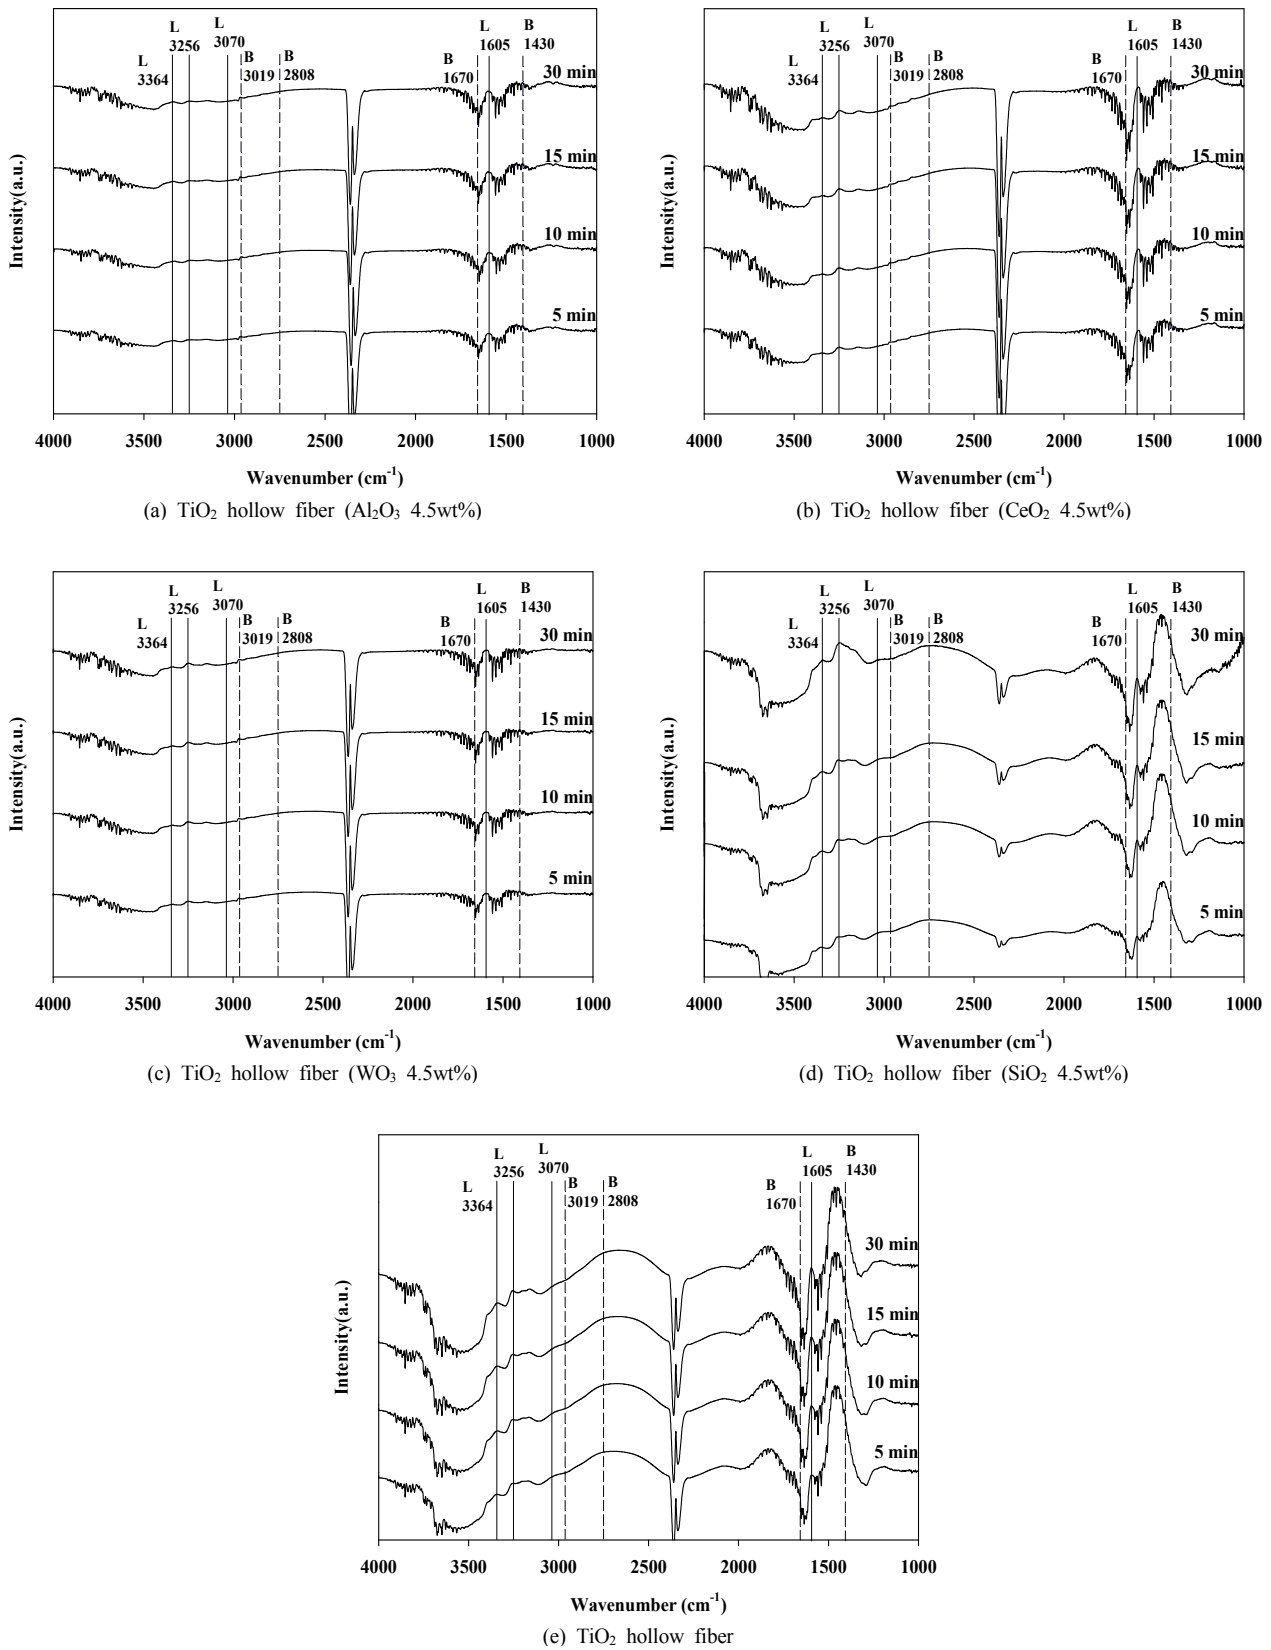 L
3256
L
3070
L
3364
B
3019
B
2808
B
1670
L
1605
B
1430
30 min
15 min
10 min
5 min
Intensity(a.u.)
4000 3500 3000 2500 2000 1500 1000
Wavenumber (cm-1)
(a) TiO2 hollow fiber (Al2O3 4.5wt%)
L
3256
L
3070
L
3364
B
3019
B
2808
B
1670
L
1605
B
1430
30 min
15 min
10 min
5 min
Intensity(a.u.)
4000 3500 3000 2500 2000 1500 1000
Wavenumber (cm-1)
(b) TiO2 hollow fiber (CeO2 4.5wt%)
L
3256
L
3070
L
3364
B
3019
B
2808
B
1670
L
1605
B
1430
30 min
15 min
10 min
5 min
Intensity(a.u.)
4000 3500 3000 2500 2000 1500 1000
Wavenumber (cm-1)
(c) TiO2 hollow fiber (WO3 4.5wt%)
L
3256
L
3070
L
3364
B
3019
B
2808
B
1670
L
1605
B
1430
30 min
15 min
10 min
5 min
Intensity(a.u.)
4000 3500 3000 2500 2000 1500 1000
Wavenumber (cm-1)
(d) TiO2 hollow fiber (SiO2 4.5wt%)
L
3256
L
3070
L
3364
B
3019
B
2808
B
1670
L
1605
B
1430
30 min
15 min
10 min
5 min
Intensity(a.u.)
4000 3500 3000 2500 2000 1500 1000
Wavenumber (cm-1)
(e) TiO2 hollow fiber